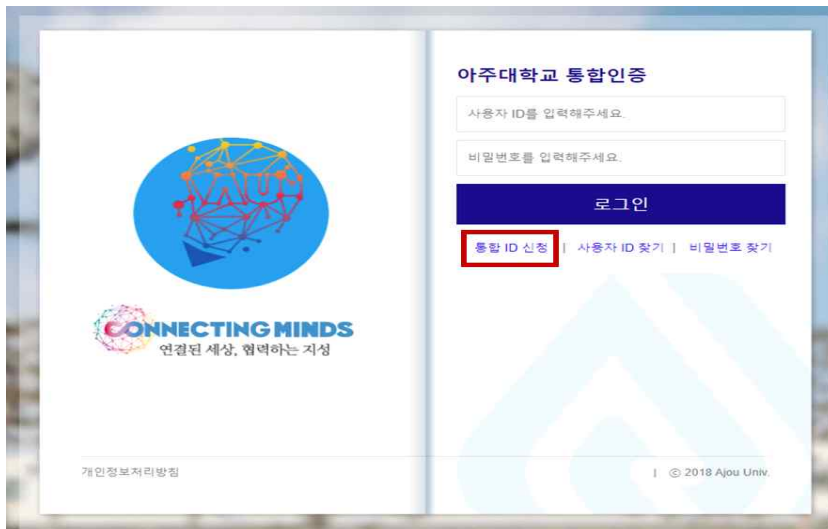 아주대학교 통합인증
사용자 ID를 입력해주세요.
비밀번호를 입력해주세요.
로그인
통합 ID 신청 | 사용자 ID 찾기 | 비밀번호 찾기
AJOU
CONNECTING MINDS
연결된 세상, 협력하는 지성
개인정보처리방침
| ⓒ 2018 Ajou Univ.